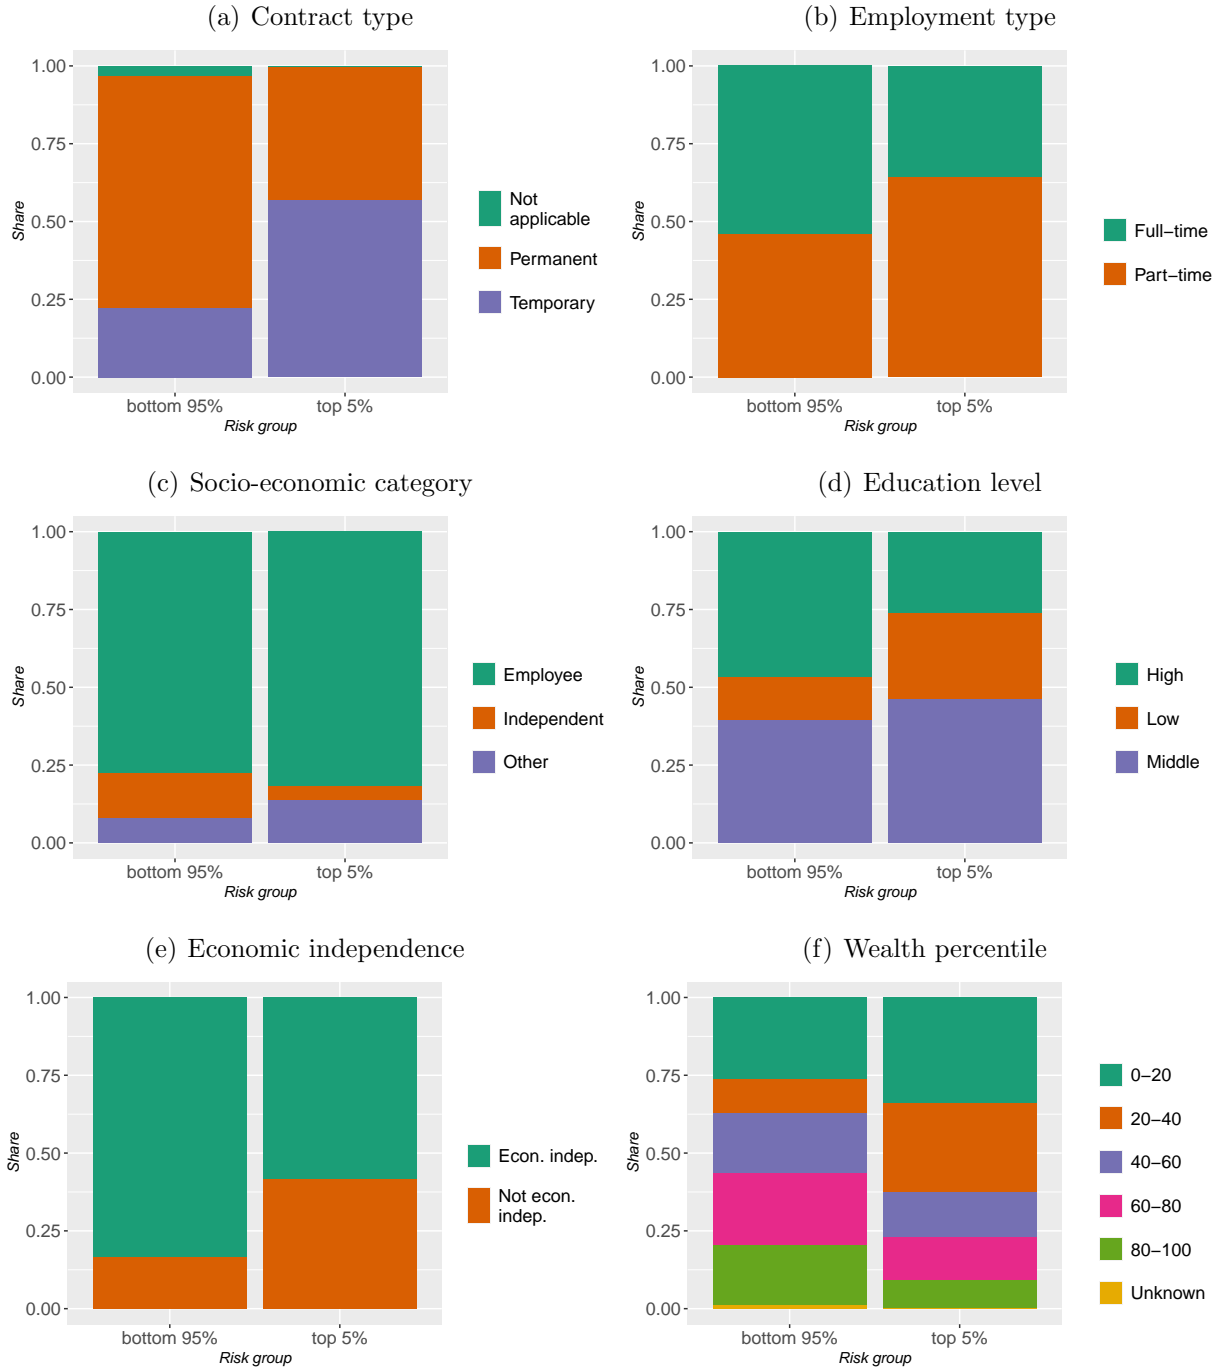 (a) Contract type
1.00
0.75
0.50
0.25
0.00
Share
bottom 95%
top 5%
Risk group
Not
applicable
Permanent
Temporary
(b) Employment type
1.00
0.75
0.50
0.25
0.00
Share
bottom 95%
top 5%
Risk group
Full−time
Part−time
(c) Socio-economic category
1.00
0.75
0.50
0.25
0.00
Share
bottom 95%
top 5%
Risk group
Employee
Independent
Other
(d) Education level
1.00
0.75
0.50
0.25
0.00
Share
bottom 95%
top 5%
Risk group
High
Low
Middle
(e) Economic independence
1.00
0.75
0.50
0.25
0.00
Share
bottom 95%
top 5%
Risk group
Econ. indep.
Not econ.
indep.
(f) Wealth percentile
1.00
0.75
0.50
0.25
0.00
Share
bottom 95%
top 5%
Risk group
0−20
20−40
40−60
60−80
80−100
Unknown